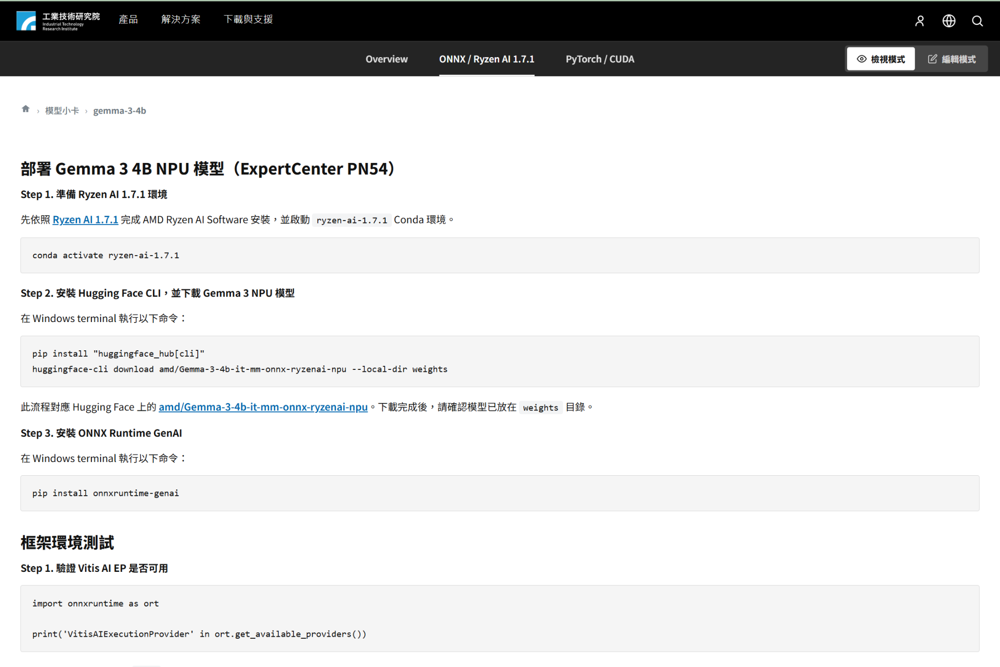 工業技術研究院
Industrial Technology
Research Institute
產品
解決方案
下載與支援
Overview
ONNX / Ryzen AI 1.7.1
PyTorch / CUDA
檢視模式
編輯模式
› 模型小卡 › gemma-3-4b
部署 Gemma 3 4B NPU 模型（ExpertCenter PN54）
Step 1. 準備 Ryzen AI 1.7.1 環境
先依照 Ryzen AI 1.7.1 完成 AMD Ryzen AI Software 安裝，並啟動 ryzen-ai-1.7.1 Conda 環境。
conda activate ryzen-ai-1.7.1
Step 2. 安裝 Hugging Face CLI，並下載 Gemma 3 NPU 模型
在 Windows terminal 執行以下命令：
pip install "huggingface_hub[cli]"
huggingface-cli download amd/Gemma-3-4b-it-mm-onnx-ryzenai-npu --local-dir weights
此流程對應 Hugging Face 上的 amd/Gemma-3-4b-it-mm-onnx-ryzenai-npu。下載完成後，請確認模型已放在 weights 目錄。
Step 3. 安裝 ONNX Runtime GenAI
在 Windows terminal 執行以下命令：
pip install onnxruntime-genai
框架環境測試
Step 1. 驗證 Vitis AI EP 是否可用
import onnxruntime as ort
print('VitisAIExecutionProvider' in ort.get_available_providers())